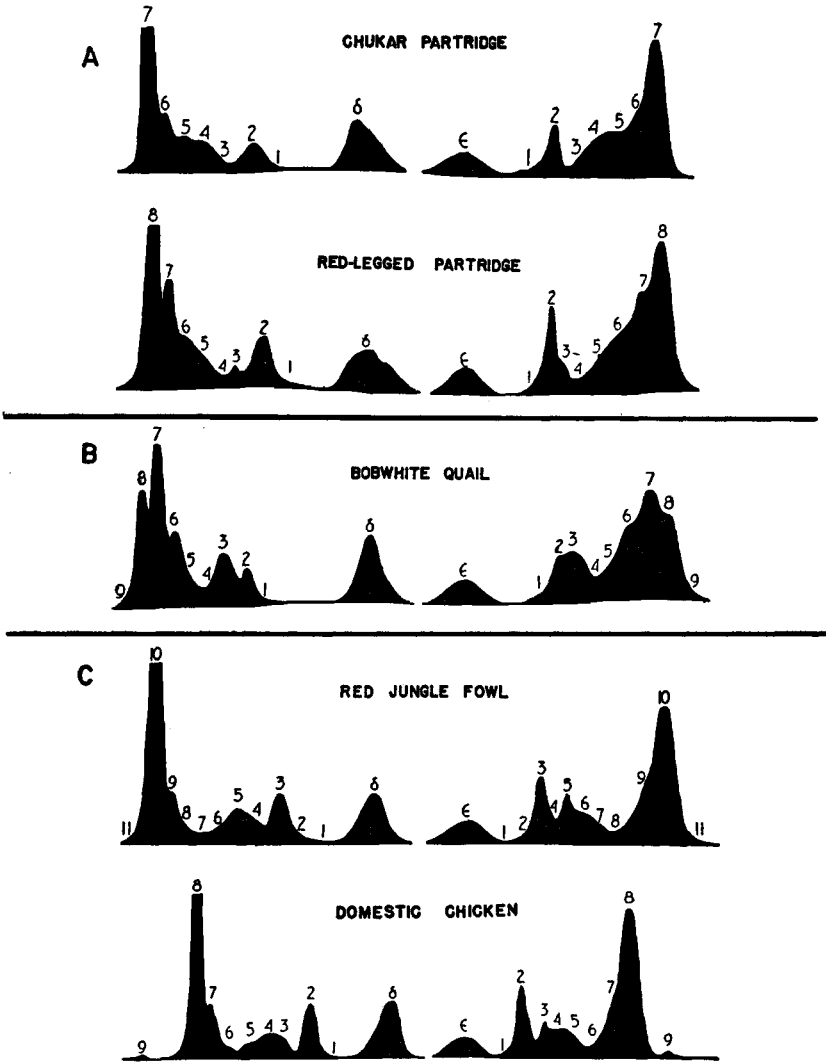 A
CHUKAR PARTRIDGE
7 6 5 4 3 2 1 δ ϵ 1 2 3 4 5 6 7
RED-LEGGED PARTRIDGE
8 7 6 5 4 3 2 1 δ ϵ 1 2 3 4 5 6 7 8
B
BOBWHITE QUAIL
9 8 7 6 5 4 3 2 1 δ ϵ 1 2 3 4 5 6 7 8 9
C
RED JUNGLE FOWL
11 10 9 8 7 6 5 4 3 2 1 δ ϵ 1 2 3 4 5 6 7 8 9 10 11
DOMESTIC CHICKEN
9 8 7 6 5 4 3 2 1 δ ϵ 1 2 3 4 5 6 7 8 9